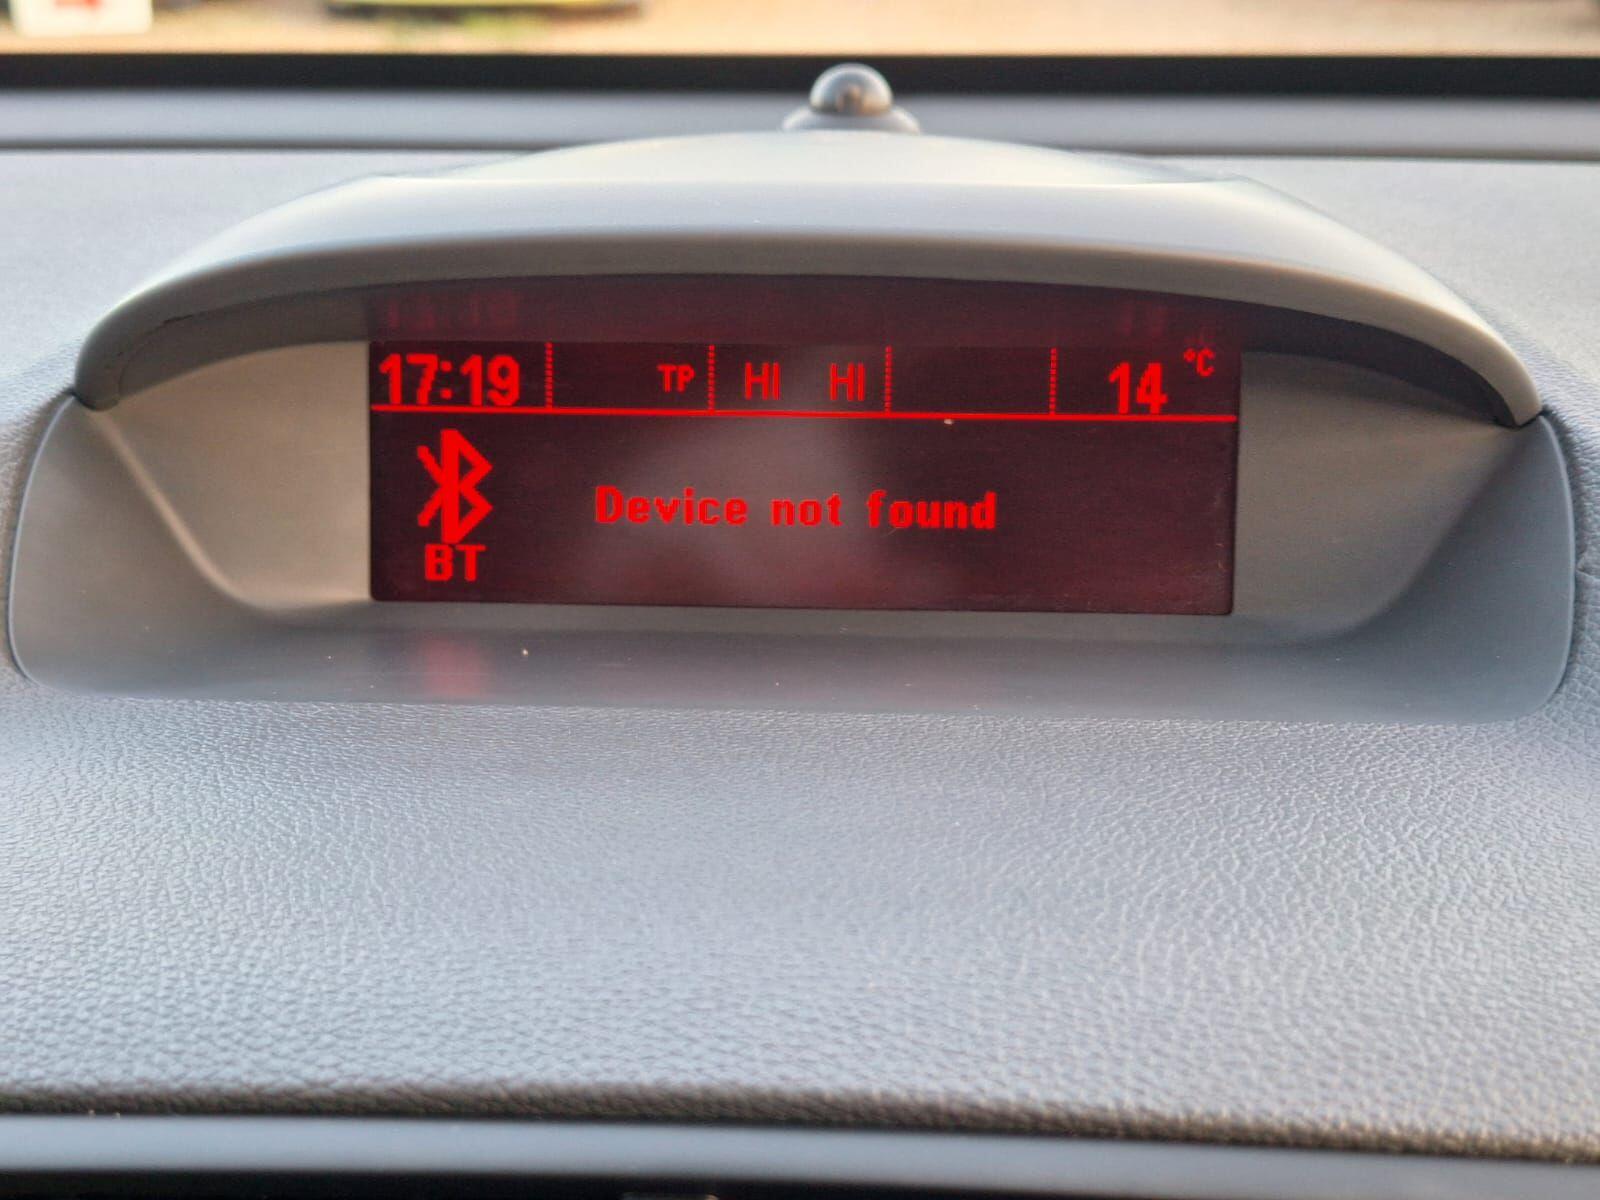 17:19 TP HI HI 14 °C
Device not found
BT